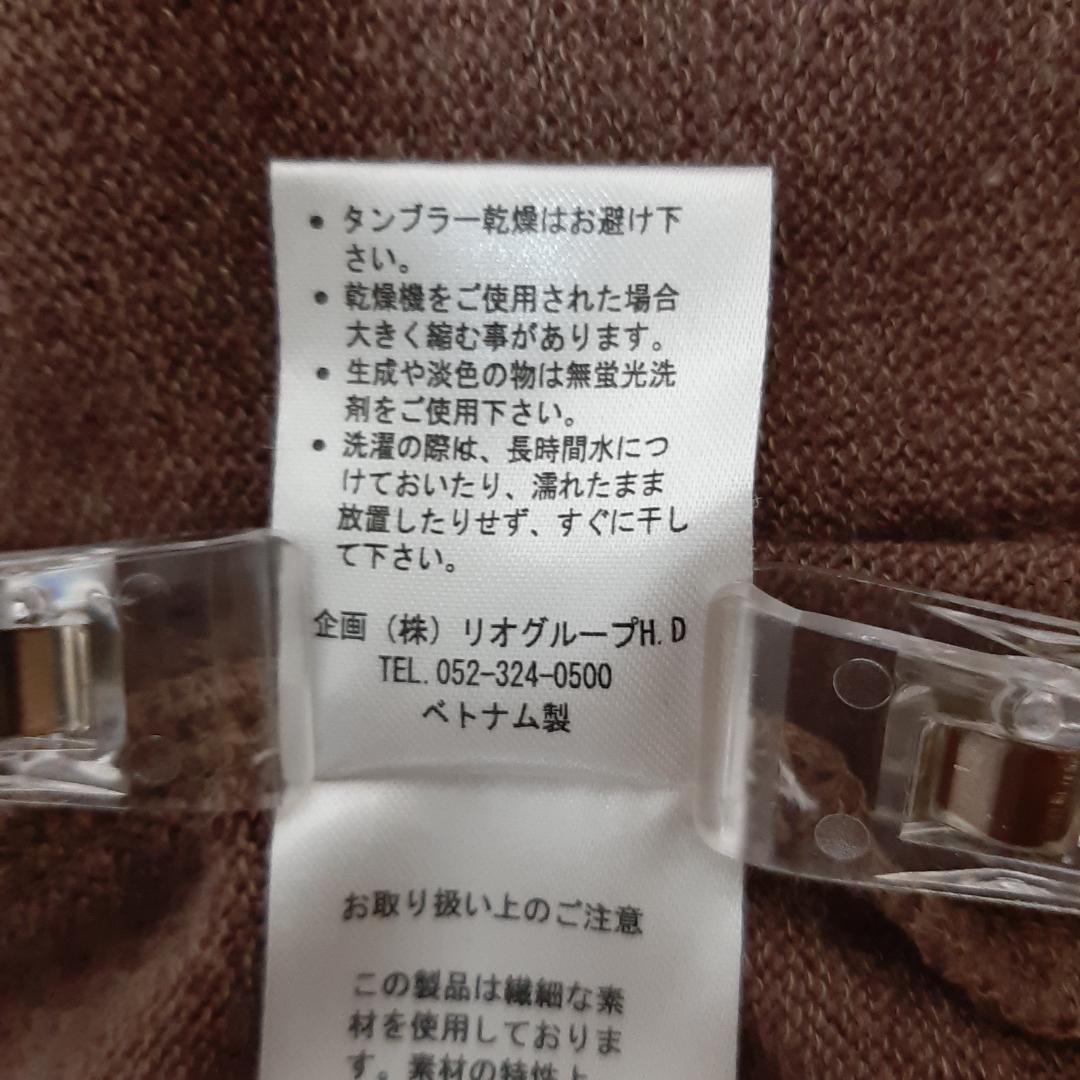 • タンブラー乾燥はお避け下
さい。
• 乾燥機をご使用された場合
大きく縮む事があります。
• 生成や淡色の物は無蛍光洗
剤をご使用下さい。
• 洗濯の際は、長時間水につ
けておいたり、濡れたまま
放置したりせず、すぐに干し
て下さい。
企画（株）リオグループH.D
TEL.052-324-0500
ベトナム製
お取り扱い上のご注意
この製品は繊細な素
材を使用しておりま
す。素材の特性上